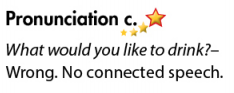 Pronunciation c.
What would you like to drink?–
Wrong. No connected speech.